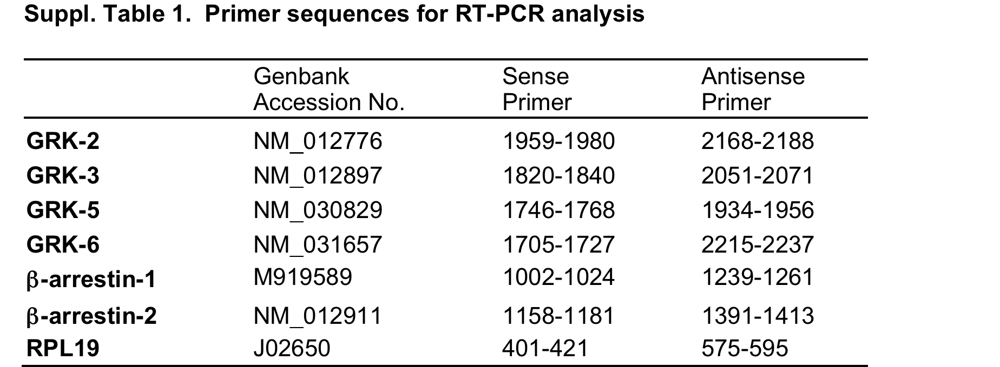 Suppl. Table 1.  Primer sequences for RT-PCR analysis
Genbank Accession No. Sense Primer Antisense Primer
GRK-2 NM_012776 1959-1980 2168-2188
GRK-3 NM_012897 1820-1840 2051-2071
GRK-5 NM_030829 1746-1768 1934-1956
GRK-6 NM_031657 1705-1727 2215-2237
β-arrestin-1 M919589 1002-1024 1239-1261
β-arrestin-2 NM_012911 1158-1181 1391-1413
RPL19 J02650 401-421 575-595